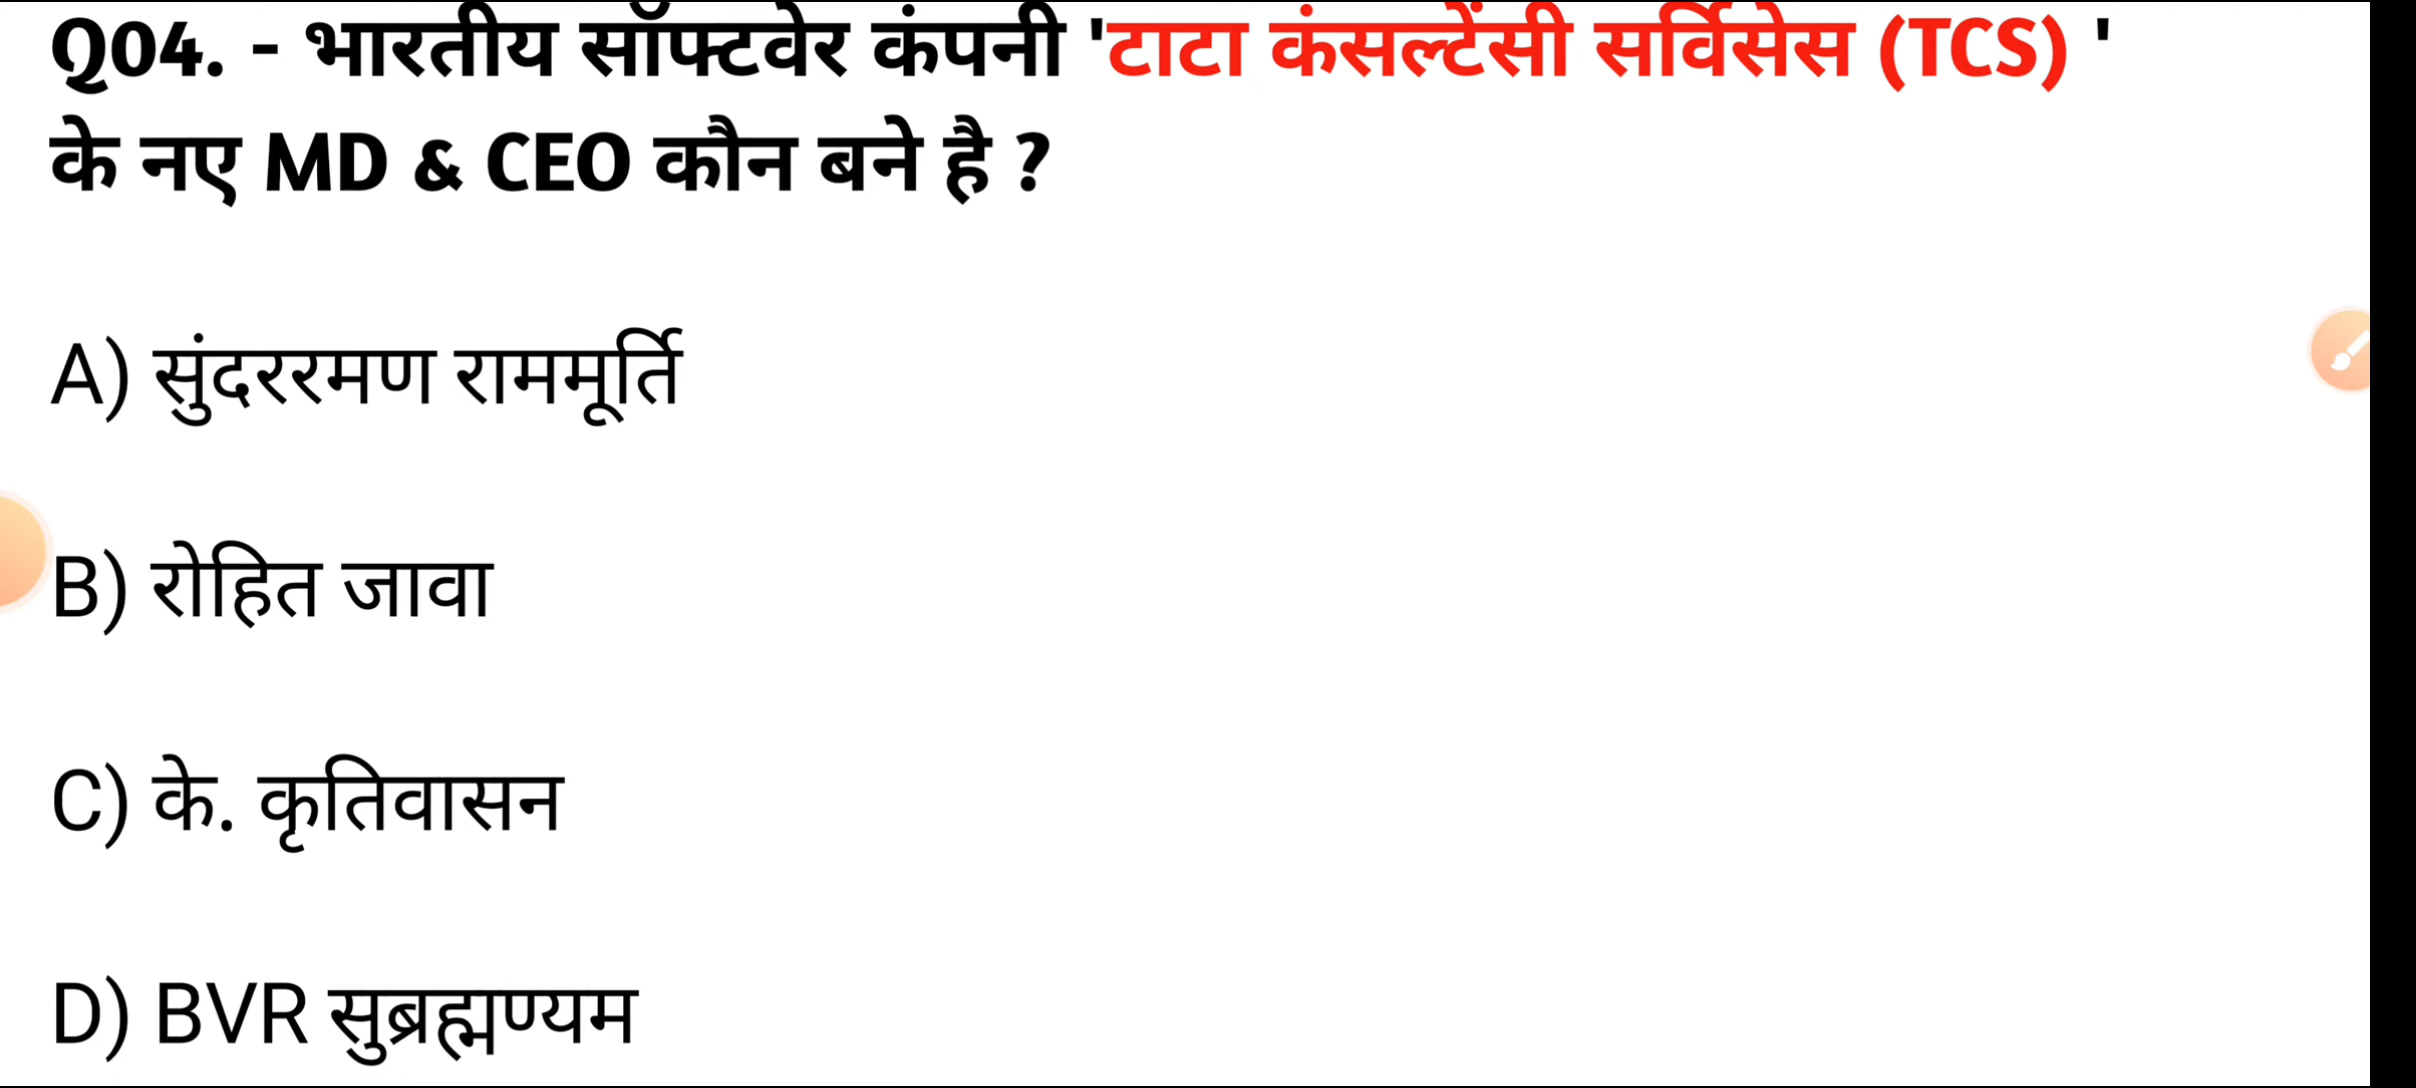 Q04. - भारतीय सॉफ्टवेर कंपनी 'टाटा कंसल्टेंसी सर्विसेस (TCS) '
के नए MD & CEO कौन बने है ?
A) सुंदररमण राममूर्ति
B) रोहित जावा
C) के. कृतिवासन
D) BVR सुब्रह्मण्यम